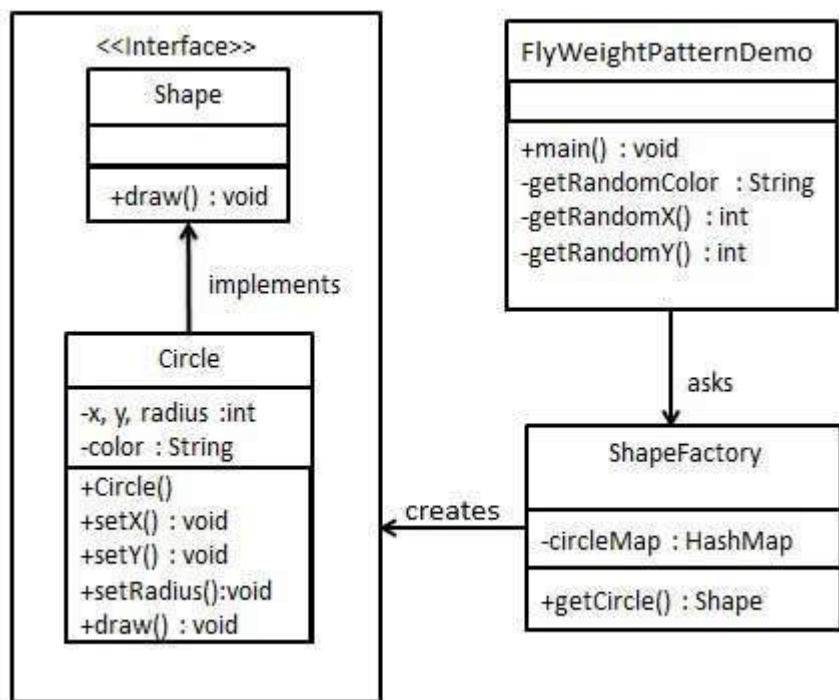 <<Interface>>
Shape
+draw() : void
implements
Circle
-x, y, radius :int
-color : String
+Circle()
+setX() : void
+setY() : void
+setRadius():void
+draw() : void
FlyWeightPatternDemo
+main() : void
-getRandomColor : String
-getRandomX() : int
-getRandomY() : int
asks
ShapeFactory
-circleMap : HashMap
+getCircle() : Shape
creates